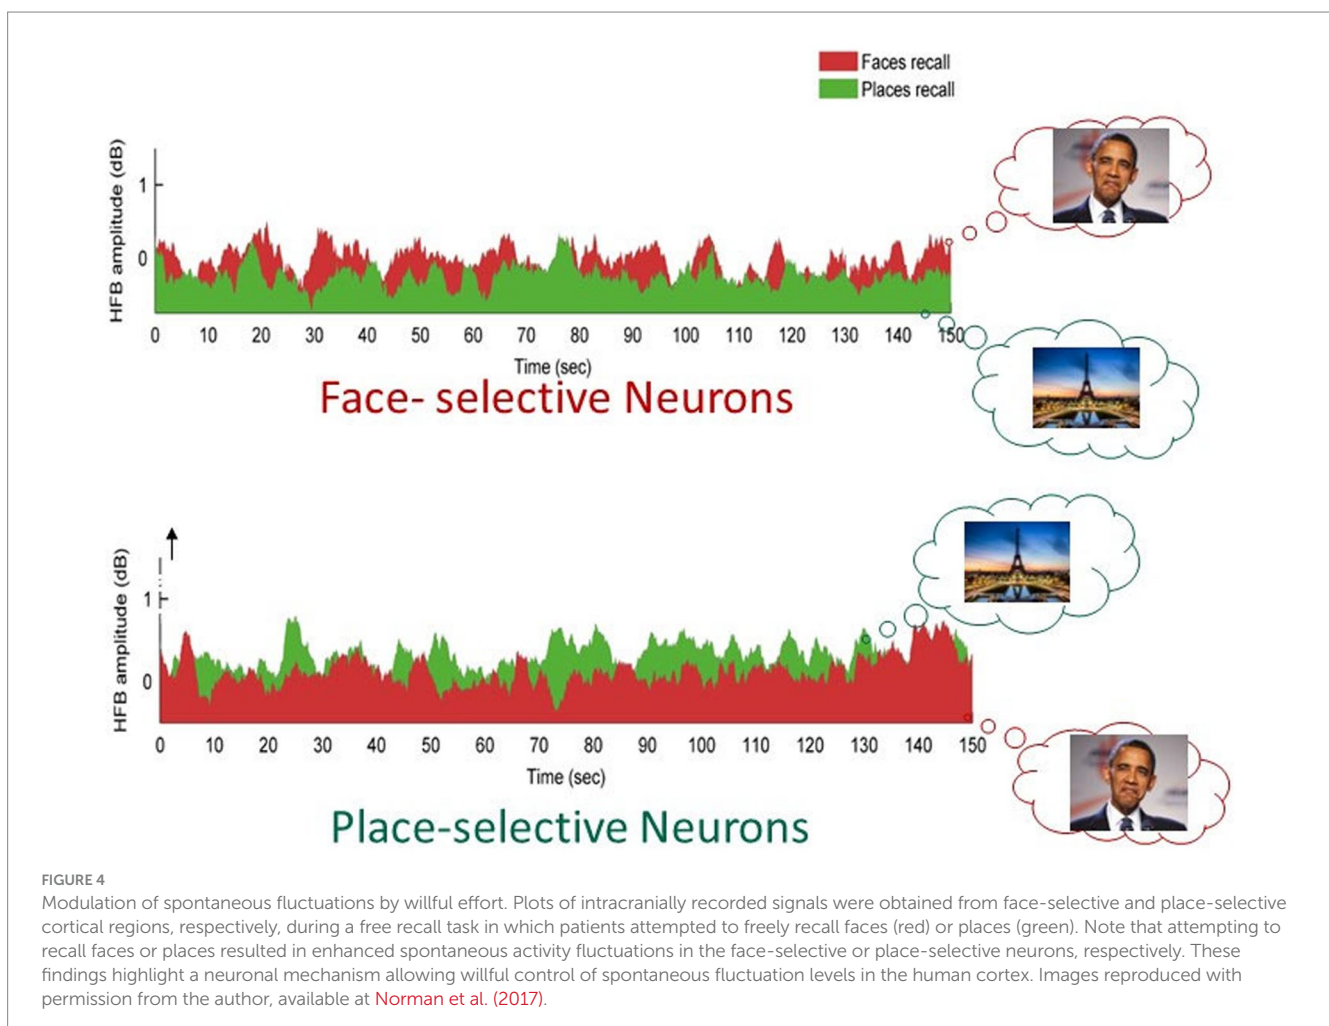 Faces recall
Places recall
HFB amplitude (dB)
1
0
0 10 20 30 40 50 60 70 80 90 100 110 120 130 140 150
Time (sec)
Face- selective Neurons
HFB amplitude (dB)
1
0
0 10 20 30 40 50 60 70 80 90 100 110 120 130 140 150
Time (sec)
Place-selective Neurons
FIGURE 4
Modulation of spontaneous fluctuations by willful effort. Plots of intracranially recorded signals were obtained from face-selective and place-selective
cortical regions, respectively, during a free recall task in which patients attempted to freely recall faces (red) or places (green). Note that attempting to
recall faces or places resulted in enhanced spontaneous activity fluctuations in the face-selective or place-selective neurons, respectively. These
findings highlight a neuronal mechanism allowing willful control of spontaneous fluctuation levels in the human cortex. Images reproduced with
permission from the author, available at Norman et al. (2017).